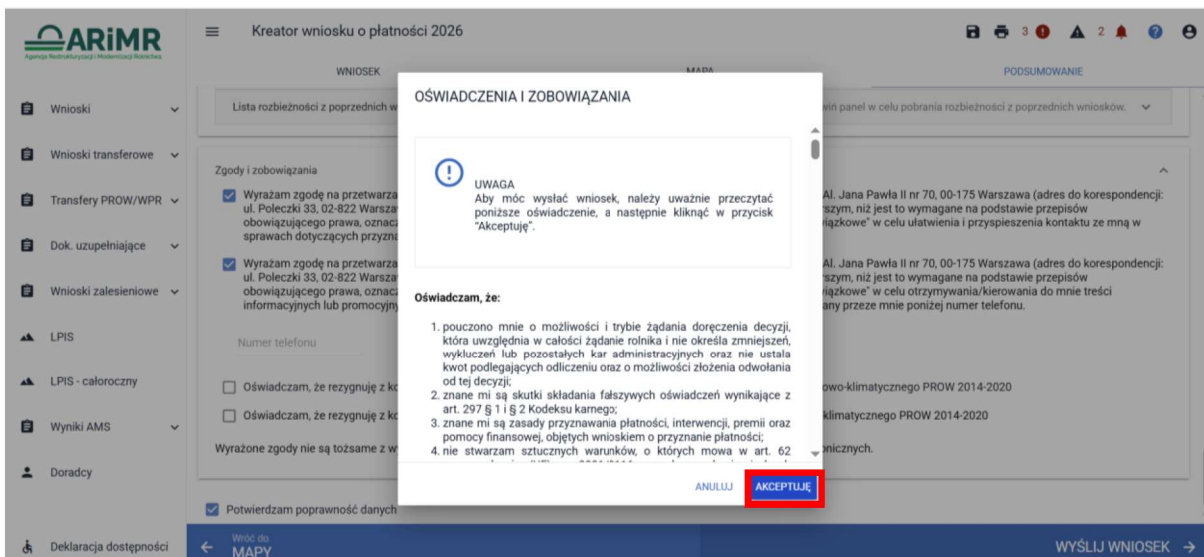 ARiMR
Agencja Restrukturyzacji i Modernizacji Rolnictwa
Kreator wniosku o płatności 2026
3
2
WNIOSEK
MAPA
PODSUMOWANIE
Wnioski
Wnioski transferowe
Transfery PROW/WPR
Dok. uzupełniające
Wnioski zalesieniowe
LPIS
LPIS - całoroczny
Wyniki AMS
Doradcy
Deklaracja dostępności
Lista rozbieżności z poprzednich w
wiń panel w celu pobrania rozbieżności z poprzednich wniosków.
Zgody i zobowiązania
Wyrażam zgodę na przetwarza
Al. Jana Pawła II nr 70, 00-175 Warszawa (adres do korespondencji:
ul. Poleczki 33, 02-822 Warsza
rszym, niż jest to wymagane na podstawie przepisów
obowiązującego prawa, oznacz
iązkowe" w celu ułatwienia i przyspieszenia kontaktu ze mną w
sprawach dotyczących przyzna
Wyrażam zgodę na przetwarza
Al. Jana Pawła II nr 70, 00-175 Warszawa (adres do korespondencji:
ul. Poleczki 33, 02-822 Warsza
rszym, niż jest to wymagane na podstawie przepisów
obowiązującego prawa, oznacz
iązkowe" w celu otrzymywania/kierowania do mnie treści
informacyjnych lub promocyjn
any przeze mnie poniżej numer telefonu.
Numer telefonu
Oświadczam, że rezygnuję z ko
owo-klimatycznego PROW 2014-2020
Oświadczam, że rezygnuję z ko
klimatycznego PROW 2014-2020
Wyrażone zgody nie są tożsame z w
onicznych.
Potwierdzam poprawność danych
Wróć do
MAPY
WYŚLIJ WNIOSEK
OŚWIADCZENIA I ZOBOWIĄZANIA
UWAGA
Aby móc wysłać wniosek, należy uważnie przeczytać
poniższe oświadczenie, a następnie kliknąć w przycisk
"Akceptuję".
Oświadczam, że:
1. pouczono mnie o możliwości i trybie żądania doręczenia decyzji,
która uwzględnia w całości żądanie rolnika i nie określa zmniejszeń,
wykluczeń lub pozostałych kar administracyjnych oraz nie ustala
kwot podlegających odliczeniu oraz o możliwości złożenia odwołania
od tej decyzji;
2. znane mi są skutki składania fałszywych oświadczeń wynikające z
art. 297 § 1 i § 2 Kodeksu karnego;
3. znane mi są zasady przyznawania płatności, interwencji, premii oraz
pomocy finansowej, objętych wnioskiem o przyznanie płatności;
4. nie stwarzam sztucznych warunków, o których mowa w art. 62
ANULUJ
AKCEPTUJĘ